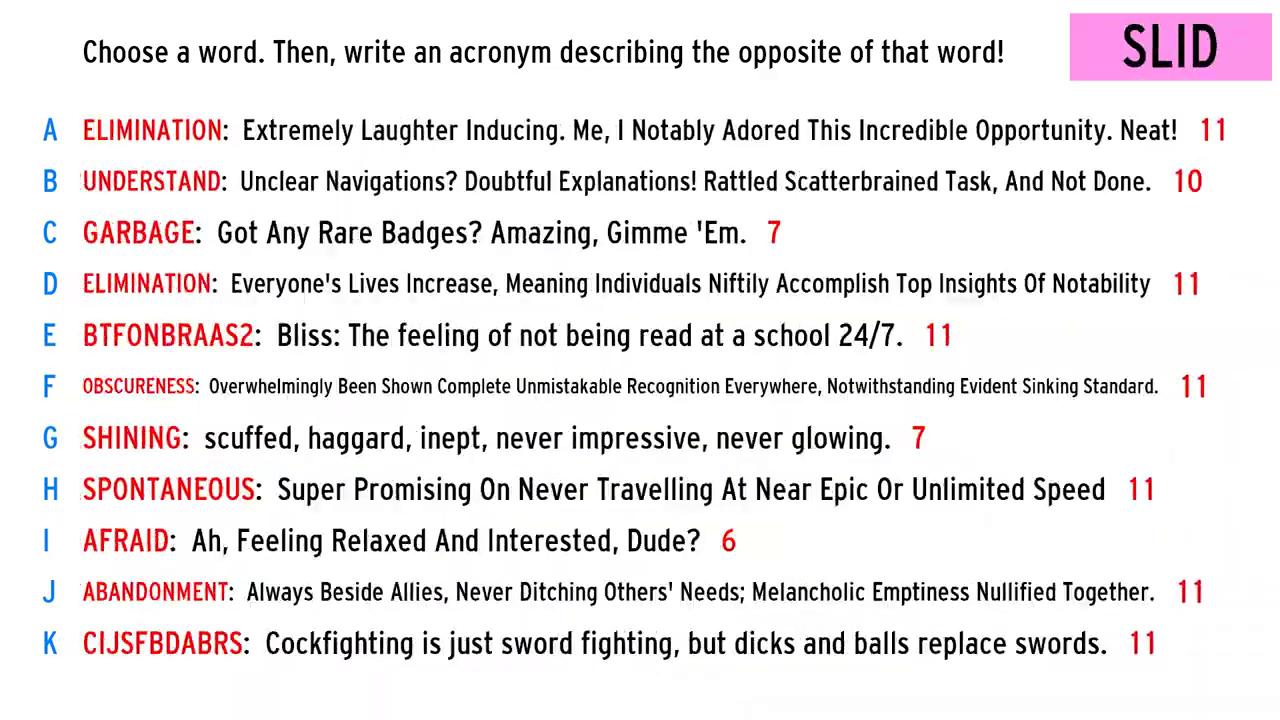 Choose a word. Then, write an acronym describing the opposite of that word!
SLID
A ELIMINATION: Extremely Laughter Inducing. Me, I Notably Adored This Incredible Opportunity. Neat! 11
B UNDERSTAND: Unclear Navigations? Doubtful Explanations! Rattled Scatterbrained Task, And Not Done. 10
C GARBAGE: Got Any Rare Badges? Amazing, Gimme 'Em. 7
D ELIMINATION: Everyone's Lives Increase, Meaning Individuals Niftily Accomplish Top Insights Of Notability 11
E BTFONBRAAS2: Bliss: The feeling of not being read at a school 24/7. 11
F OBSCURENESS: Overwhelmingly Been Shown Complete Unmistakable Recognition Everywhere, Notwithstanding Evident Sinking Standard. 11
G SHINING: scuffed, haggard, inept, never impressive, never glowing. 7
H SPONTANEOUS: Super Promising On Never Travelling At Near Epic Or Unlimited Speed 11
I AFRAID: Ah, Feeling Relaxed And Interested, Dude? 6
J ABANDONMENT: Always Beside Allies, Never Ditching Others' Needs; Melancholic Emptiness Nullified Together. 11
K CIJSFBDABRS: Cockfighting is just sword fighting, but dicks and balls replace swords. 11